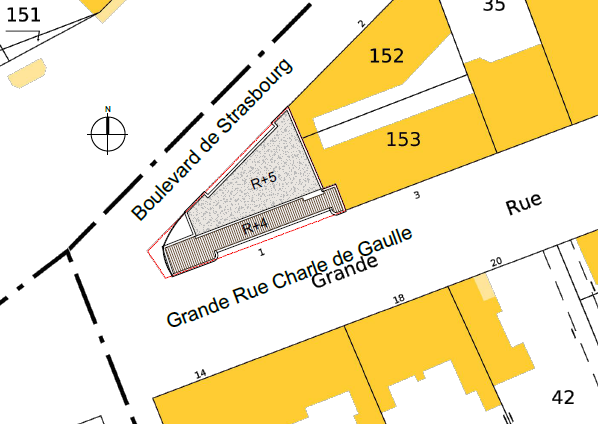 151
2
35
152
N
Boulevard de Strasbourg
153
R+5
3
Rue
R+4
1
Grande Rue Charle de Gaulle
Grande
20
18
14
42